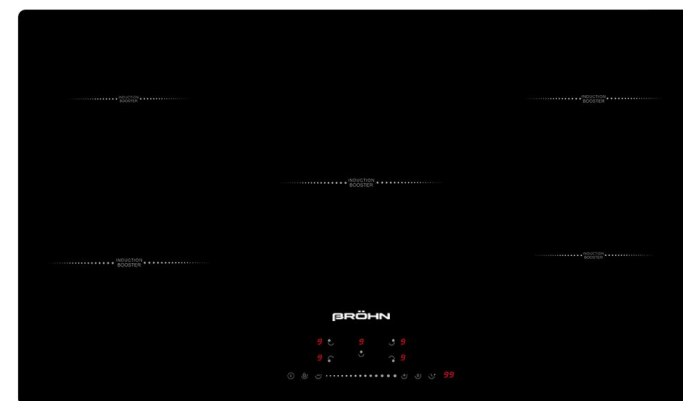 INDUCTION
BOOSTER
INDUCTION
BOOSTER
INDUCTION
BOOSTER
INDUCTION
BOOSTER
INDUCTION
BOOSTER
BRÖHN
9 9 9
9 9
99